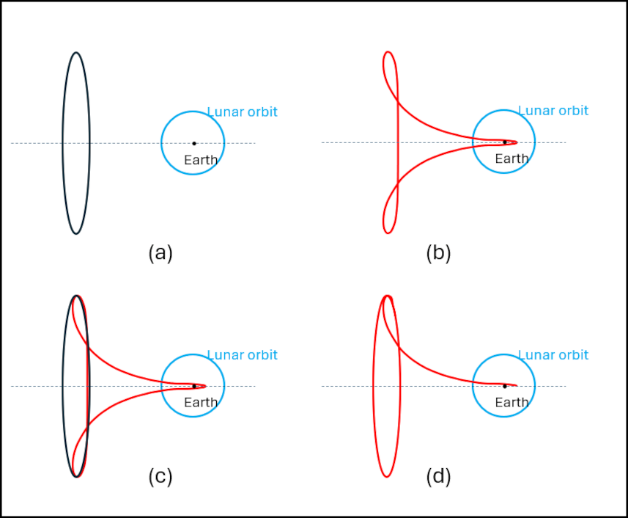 Lunar orbit
Earth
(a)
Lunar orbit
Earth
(b)
Lunar orbit
Earth
(c)
Lunar orbit
Earth
(d)